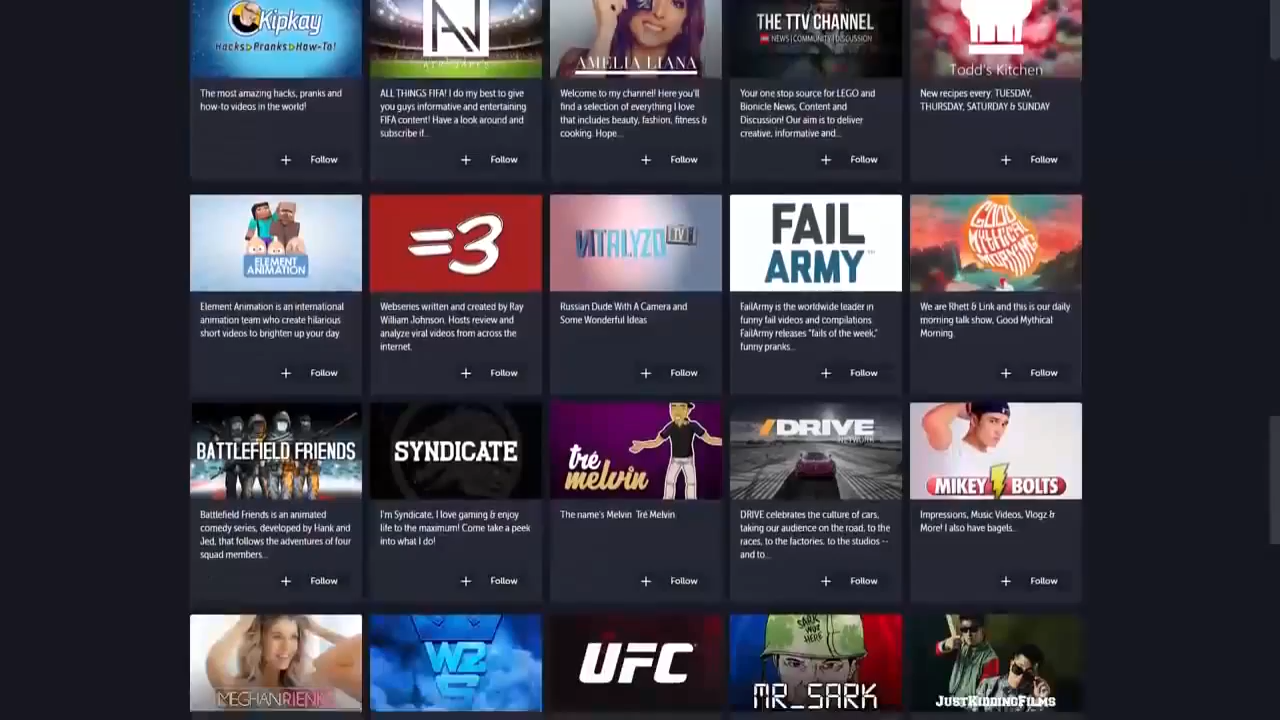 Kipkay
Hacks Pranks How-To!
The most amazing hacks, pranks and
how-to videos in the world!
+ Follow
ALL THINGS FIFA! I do my best to give
you guys informative and entertaining
FIFA content! Have a look around and
subscribe if...
+ Follow
AMELIA LIANA
Welcome to my channel! Here you'll
find a selection of everything I love
that includes beauty, fashion, fitness &
cooking. Hope...
+ Follow
THE TTV CHANNEL
NEWS | COMMUNITY | DISCUSSION
Your one stop source for LEGO and
Bionicle News, Content and
Discussion! Our aim is to deliver
creative, informative and...
+ Follow
Todd's Kitchen
New recipes every: TUESDAY,
THURSDAY, SATURDAY & SUNDAY
+ Follow
ELEMENT
ANIMATION
Element Animation is an international
animation team who create hilarious
short videos to brighten up your day
+ Follow
=3
Webseries written and created by Ray
William Johnson. Hosts review and
analyze viral videos from across the
internet.
+ Follow
VITALYZD TV
Russian Dude With A Camera and
Some Wonderful Ideas
+ Follow
FAIL
ARMY
FailArmy is the worldwide leader in
funny fail videos and compilations.
FailArmy releases "fails of the week,"
funny pranks...
+ Follow
GOOD
MYTHICAL
MORNING
We are Rhett & Link and this is our daily
morning talk show, Good Mythical
Morning.
+ Follow
BATTLEFIELD FRIENDS
Battlefield Friends is an animated
comedy series, developed by Hank and
Jed, that follows the adventures of four
squad members...
+ Follow
SYNDICATE
I'm Syndicate, I love gaming & enjoy
life to the maximum! Come take a peek
into what I do!
+ Follow
tré
melvin
The name's Melvin Tré Melvin
+ Follow
/DRIVE
NETWORK
DRIVE celebrates the culture of cars,
taking our audience on the road, to the
races, to the factories, to the studios --
and to...
+ Follow
MIKEY BOLTS
Impressions, Music Videos, Vlogz &
More! I also have bagels...
+ Follow
MEGHAN RIENKS
W2
S
UFC
SARK
WUZ
HERE
MR_SARK
JUSTKIDDINGFILMS